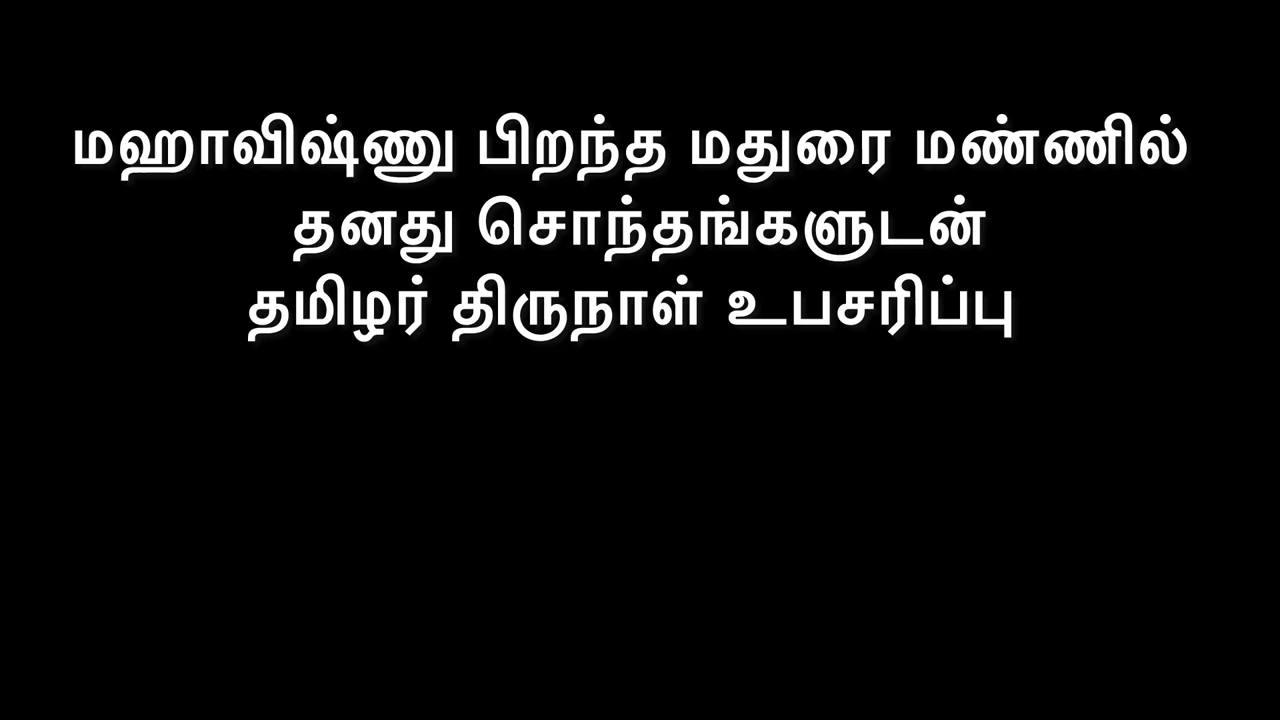 மஹாவிஷ்ணு பிறந்த மதுரை மண்ணில்
தனது சொந்தங்களுடன்
தமிழர் திருநாள் உபசரிப்பு